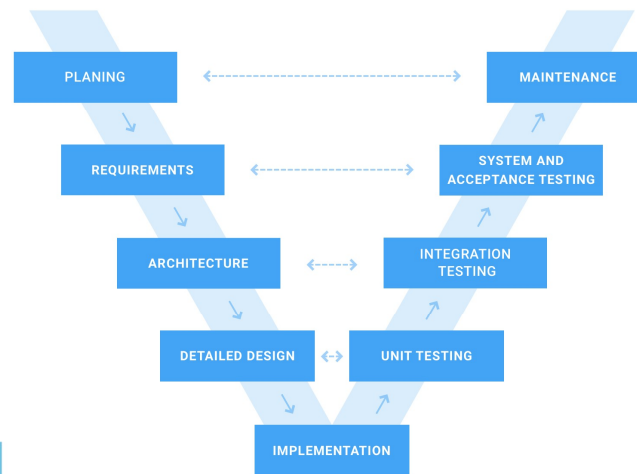 PLANING
MAINTENANCE
REQUIREMENTS
SYSTEM AND
ACCEPTANCE TESTING
ARCHITECTURE
INTEGRATION
TESTING
DETAILED DESIGN
UNIT TESTING
IMPLEMENTATION